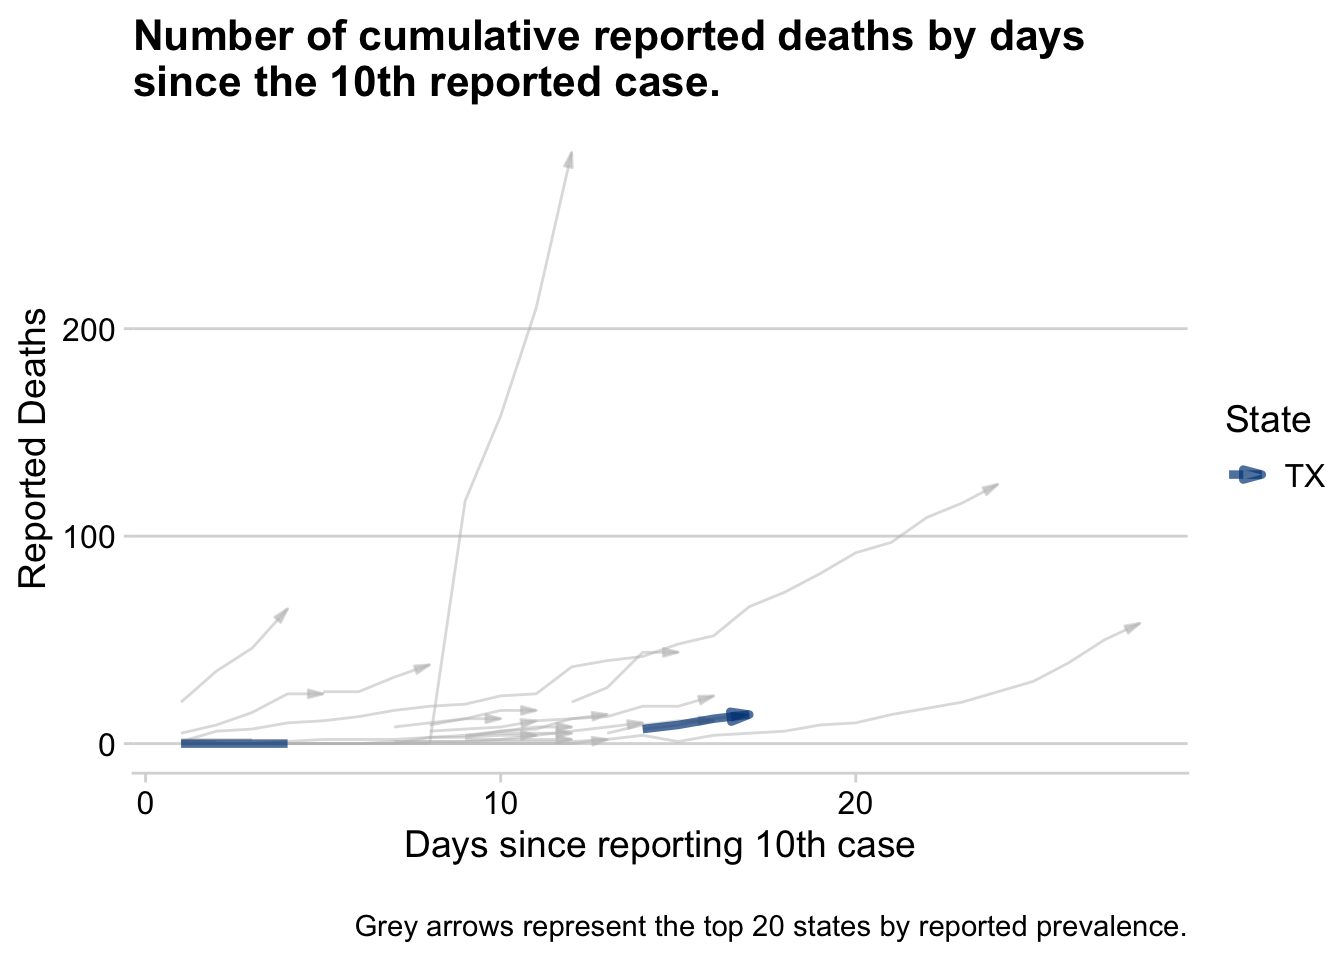 Number of cumulative reported deaths by days
since the 10th reported case.
Reported Deaths
200
100
0
0
10
20
Days since reporting 10th case
State
TX
Grey arrows represent the top 20 states by reported prevalence.